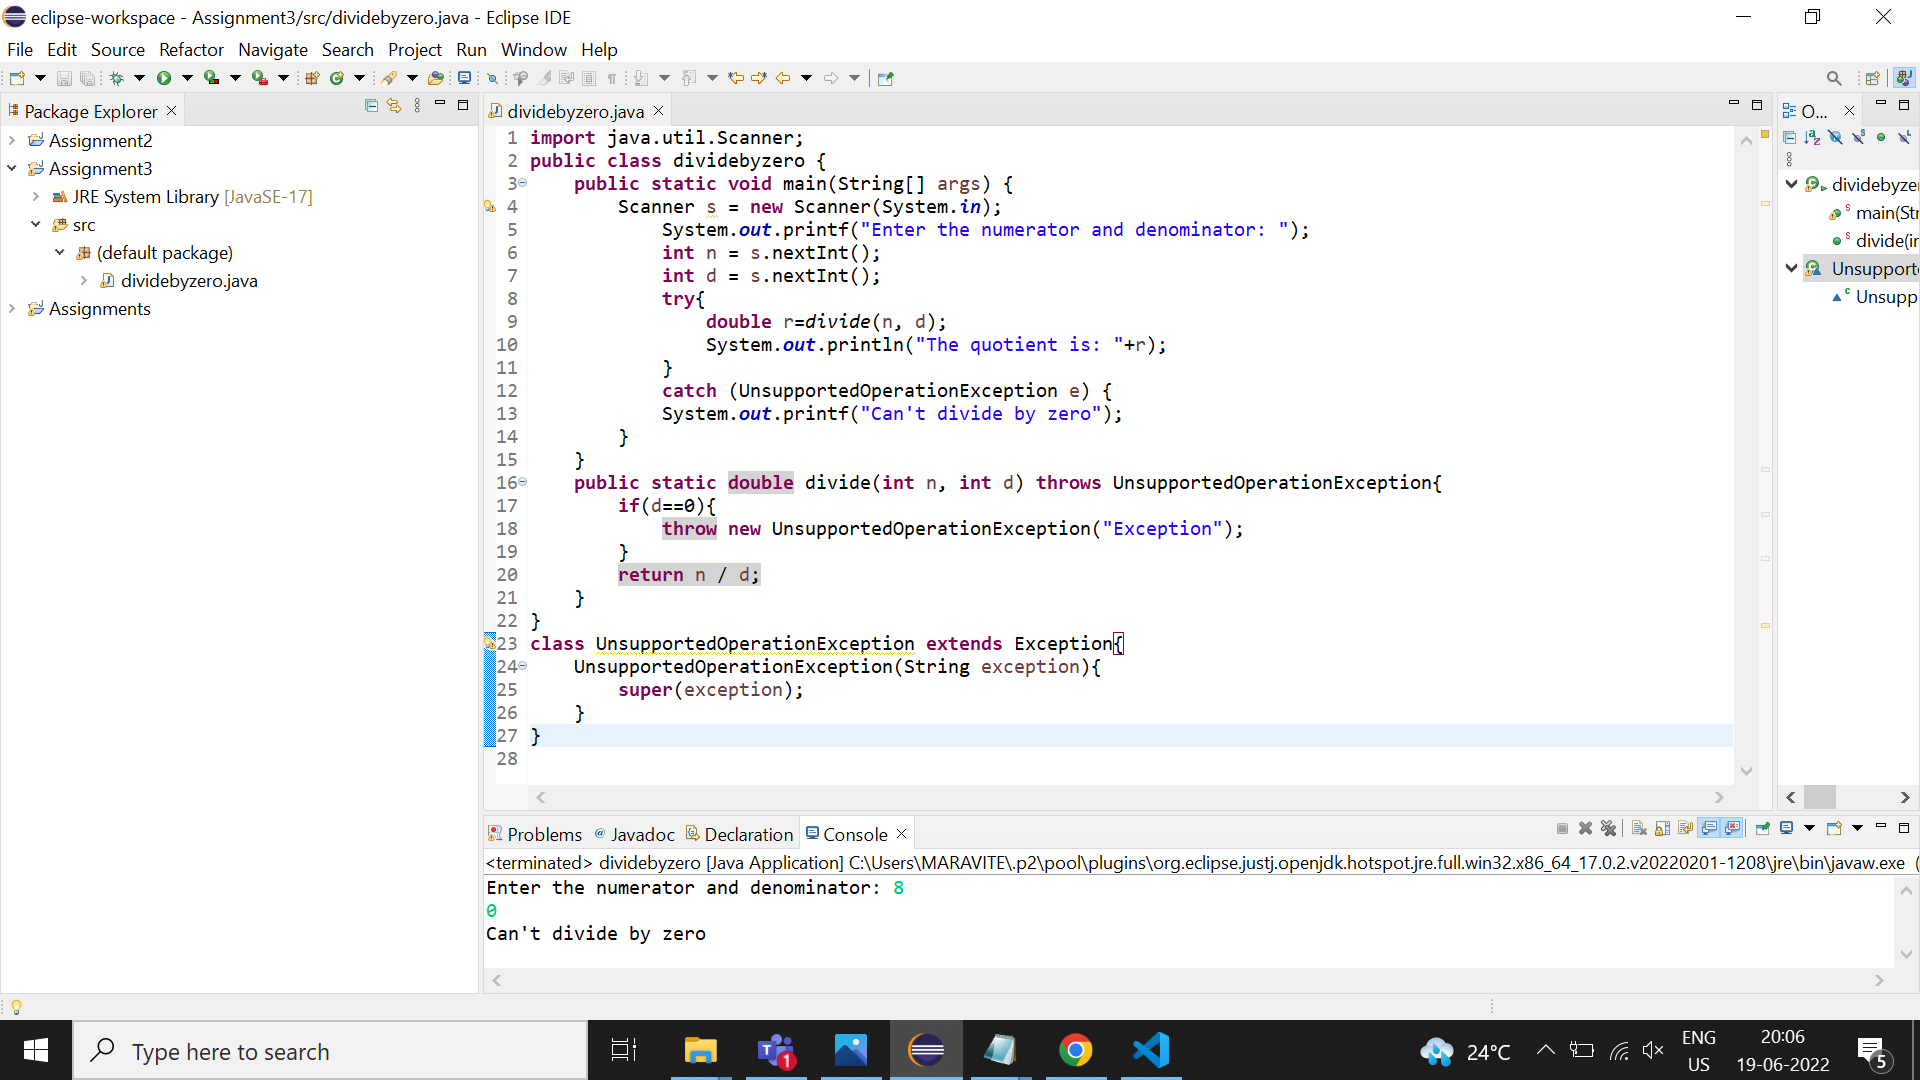 eclipse-workspace - Assignment3/src/dividebyzero.java - Eclipse IDE
File Edit Source Refactor Navigate Search Project Run Window Help
Package Explorer
Assignment2
Assignment3
JRE System Library [JavaSE-17]
src
(default package)
dividebyzero.java
Assignments
dividebyzero.java
1 import java.util.Scanner;
2 public class dividebyzero {
3 public static void main(String[] args) {
4 Scanner s = new Scanner(System.in);
5 System.out.printf("Enter the numerator and denominator: ");
6 int n = s.nextInt();
7 int d = s.nextInt();
8 try{
9 double r=divide(n, d);
10 System.out.println("The quotient is: "+r);
11 }
12 catch (UnsupportedOperationException e) {
13 System.out.printf("Can't divide by zero");
14 }
15 }
16 public static double divide(int n, int d) throws UnsupportedOperationException{
17 if(d==0){
18 throw new UnsupportedOperationException("Exception");
19 }
20 return n / d;
21 }
22 }
23 class UnsupportedOperationException extends Exception{
24 UnsupportedOperationException(String exception){
25 super(exception);
26 }
27 }
28
O...
dividebyze
main(Str
divide(in
Unsupport
Unsupp
Problems @ Javadoc Declaration Console
<terminated> dividebyzero [Java Application] C:\Users\MARAVITE\.p2\pool\plugins\org.eclipse.justj.openjdk.hotspot.jre.full.win32.x86_64_17.0.2.v20220201-1208\jre\bin\javaw.exe (
Enter the numerator and denominator: 8
0
Can't divide by zero
Type here to search
1
24°C
ENG
US
20:06
19-06-2022
5